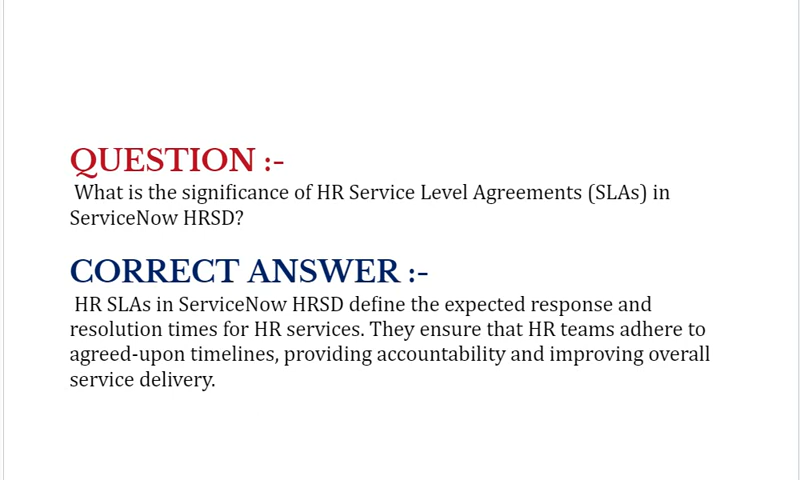 QUESTION :-
What is the significance of HR Service Level Agreements (SLAs) in
ServiceNow HRSD?
CORRECT ANSWER :-
HR SLAs in ServiceNow HRSD define the expected response and
resolution times for HR services. They ensure that HR teams adhere to
agreed-upon timelines, providing accountability and improving overall
service delivery.